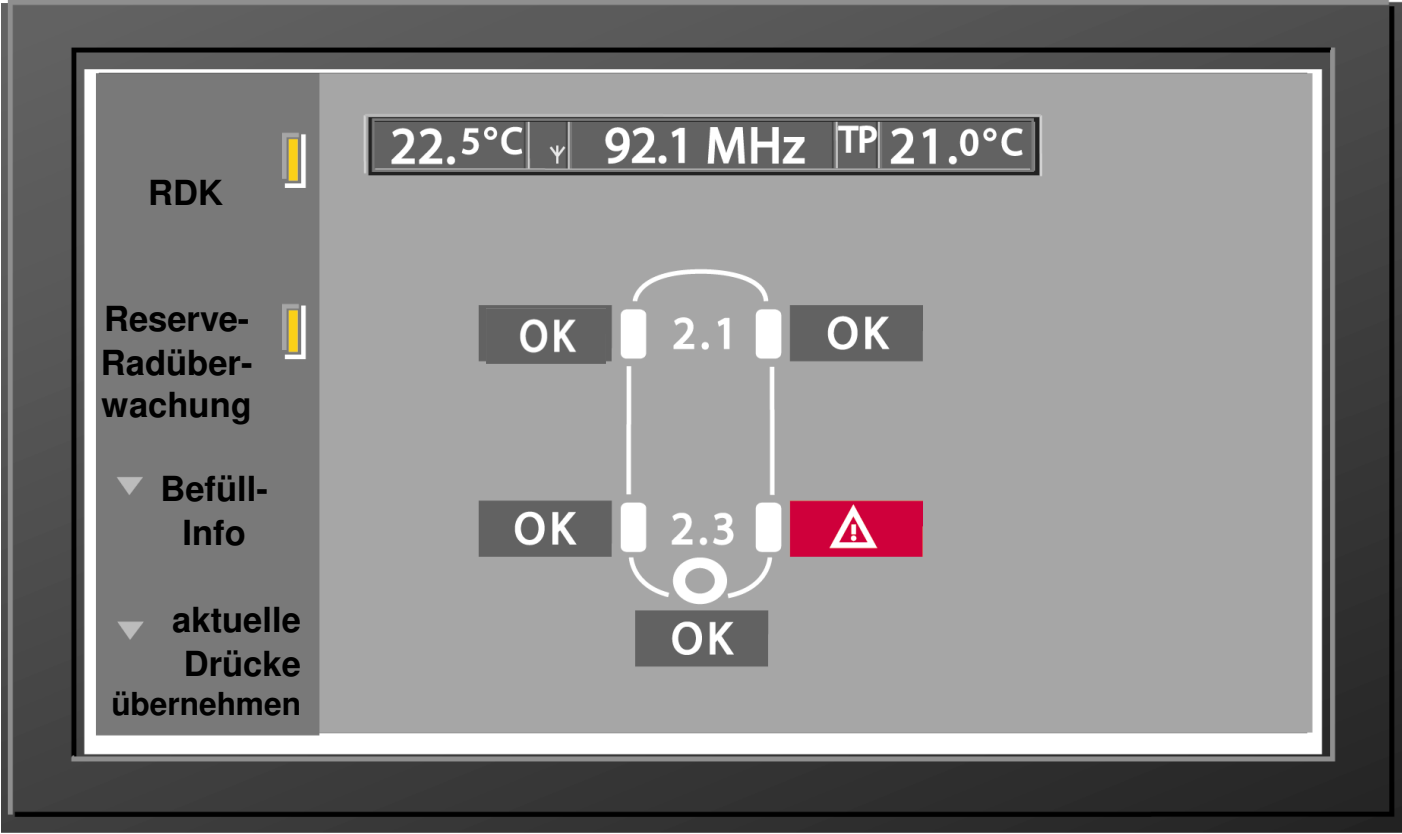 22.5°C 92.1 MHz TP 21.0°C
RDK
Reserve-
Radüber-
wachung
Befüll-
Info
aktuelle
Drücke
übernehmen
OK 2.1 OK
OK 2.3
OK